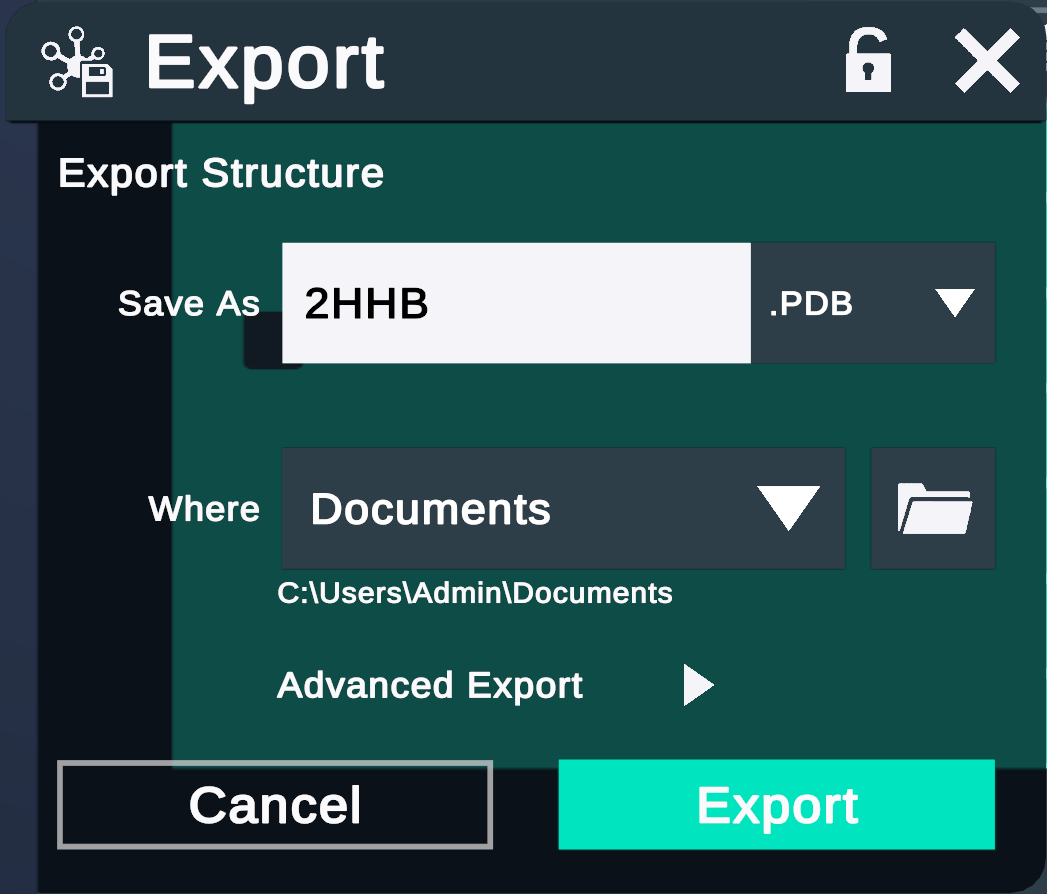 Export
Export Structure
Save As 2HHB .PDB
Where Documents
C:\Users\Admin\Documents
Advanced Export
Cancel Export